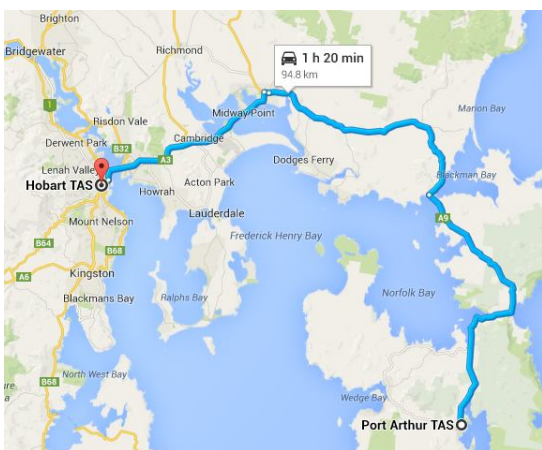 Brighton
Bridgewater
Richmond
1 h 20 min
94.8 km
1
Risdon Vale
Midway Point
Marion Bay
Derwent Park
B32
Cambridge
A3
Lenah Valley
Dodges Ferry
Blackman Bay
Hobart TAS
Howrah
Acton Park
Mount Nelson
Lauderdale
A9
B64
B68
Frederick Henry Bay
A6
Kingston
Blackmans Bay
Ralphs Bay
Norfolk Bay
North West Bay
B68
Wedge Bay
Port Arthur TAS